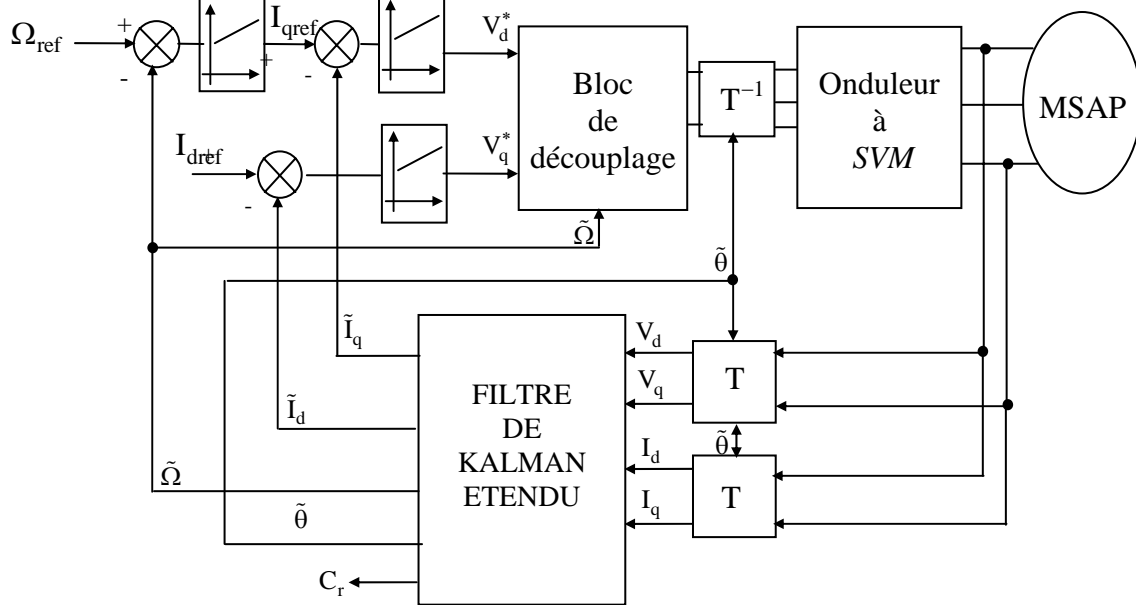 Ω_ref
+
-
I_qref
+
-
V_d^*
I_dref
+
-
V_q^*
Bloc
de
découplage
T^−1
Onduleur
à
SVM
MSAP
Ω̃
θ̃
Ĩ_q
Ĩ_d
Ω̃
θ̃
C_r
FILTRE
DE
KALMAN
ETENDU
V_d
V_q
I_d
I_q
T
θ̃
T